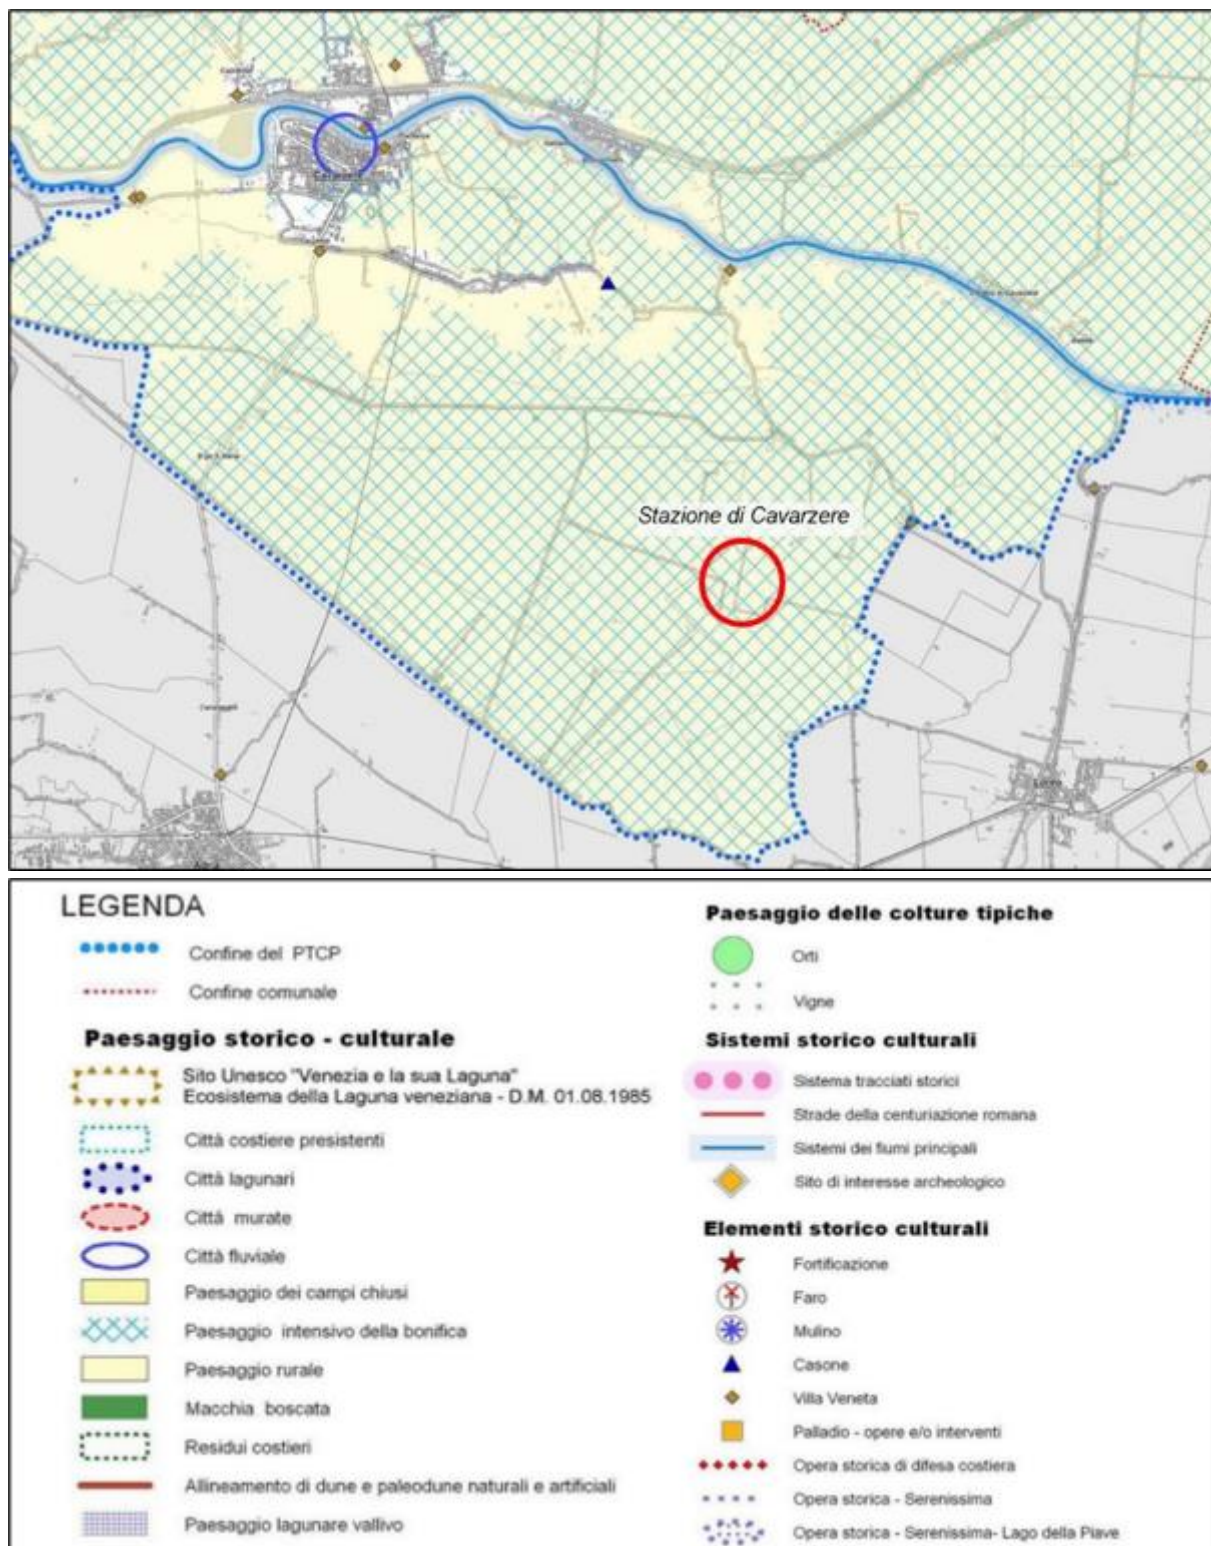 Stazione di Cavarzere
Loreo
LEGENDA
Confine del PTCP
Confine comunale
Paesaggio storico - culturale
Sito Unesco "Venezia e la sua Laguna"
Ecosistema della Laguna veneziana - D.M. 01.08.1985
Città costiere presistenti
Città lagunari
Città murate
Città fluviale
Paesaggio dei campi chiusi
Paesaggio intensivo della bonifica
Paesaggio rurale
Macchia boscata
Residui costieri
Allineamento di dune e paleodune naturali e artificiali
Paesaggio lagunare vallivo
Paesaggio delle colture tipiche
Orti
Vigne
Sistemi storico culturali
Sistema tracciati storici
Strade della centuriazione romana
Sistemi dei fiumi principali
Sito di interesse archeologico
Elementi storico culturali
Fortificazione
Faro
Mulino
Casone
Villa Veneta
Palladio - opere e/o interventi
Opera storica di difesa costiera
Opera storica - Serenissima
Opera storica - Serenissima- Lago della Piave